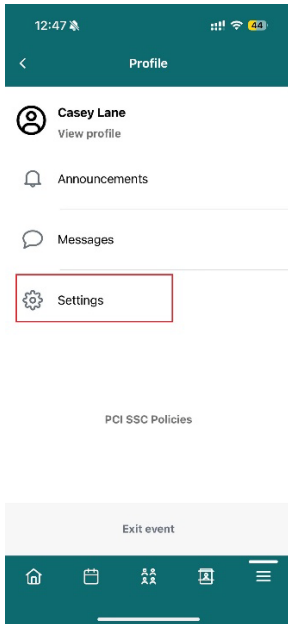 12:47
44
Profile
Casey Lane
View profile
Announcements
Messages
Settings
PCI SSC Policies
Exit event